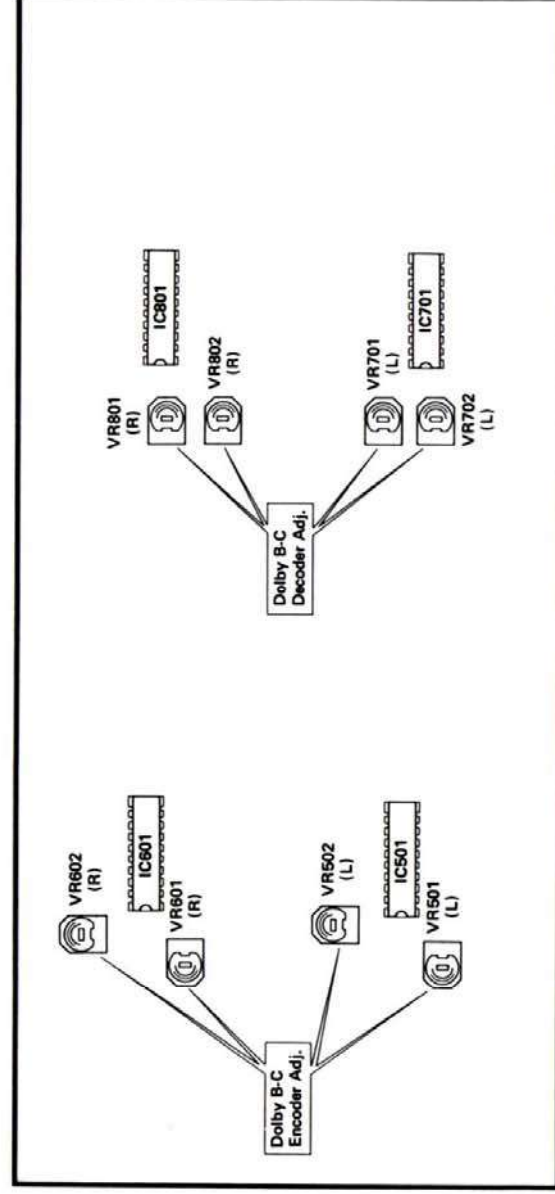 VR602
(R)
IC601
VR601
(R)
Dolby B-C
Encoder Adj.
VR502
(L)
IC501
VR501
(L)
VR801
(R)
IC801
VR802
(R)
Dolby B-C
Decoder Adj.
VR701
(L)
IC701
VR702
(L)